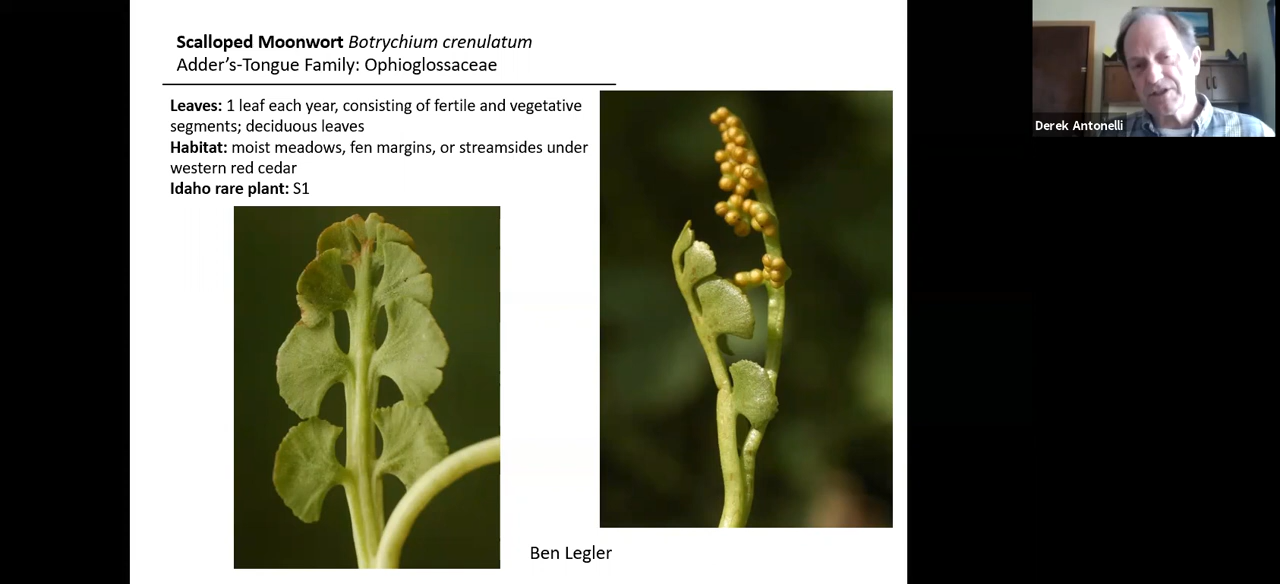 Scalloped Moonwort Botrychium crenulatum
Adder’s-Tongue Family: Ophioglossaceae
Leaves: 1 leaf each year, consisting of fertile and vegetative
segments; deciduous leaves
Habitat: moist meadows, fen margins, or streamsides under
western red cedar
Idaho rare plant: S1
Ben Legler
Derek Antonelli